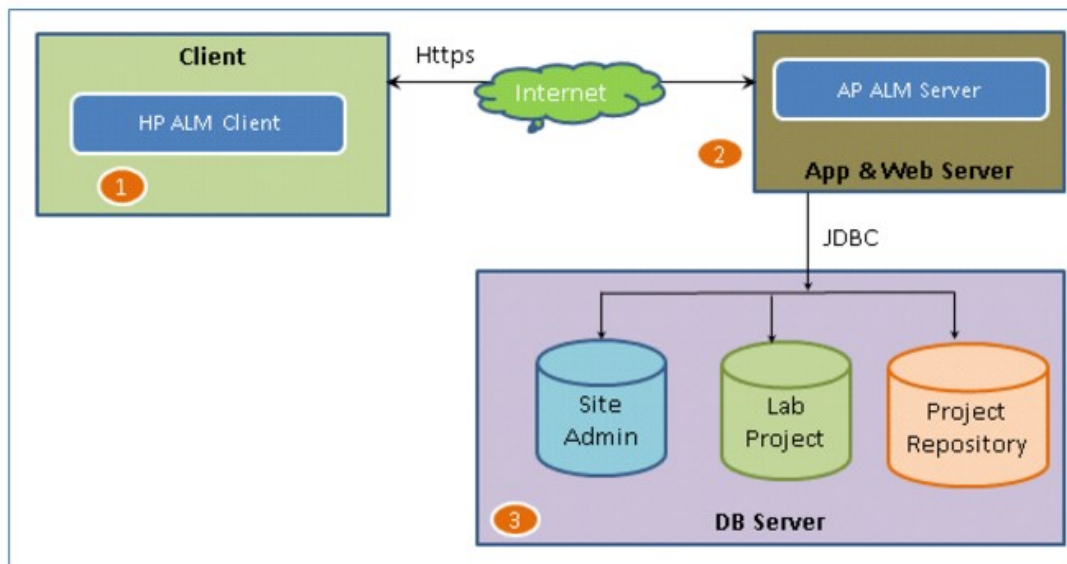 Client
HP ALM Client
1
Https
Internet
AP ALM Server
2
App & Web Server
JDBC
Site
Admin
Lab
Project
Project
Repository
3
DB Server